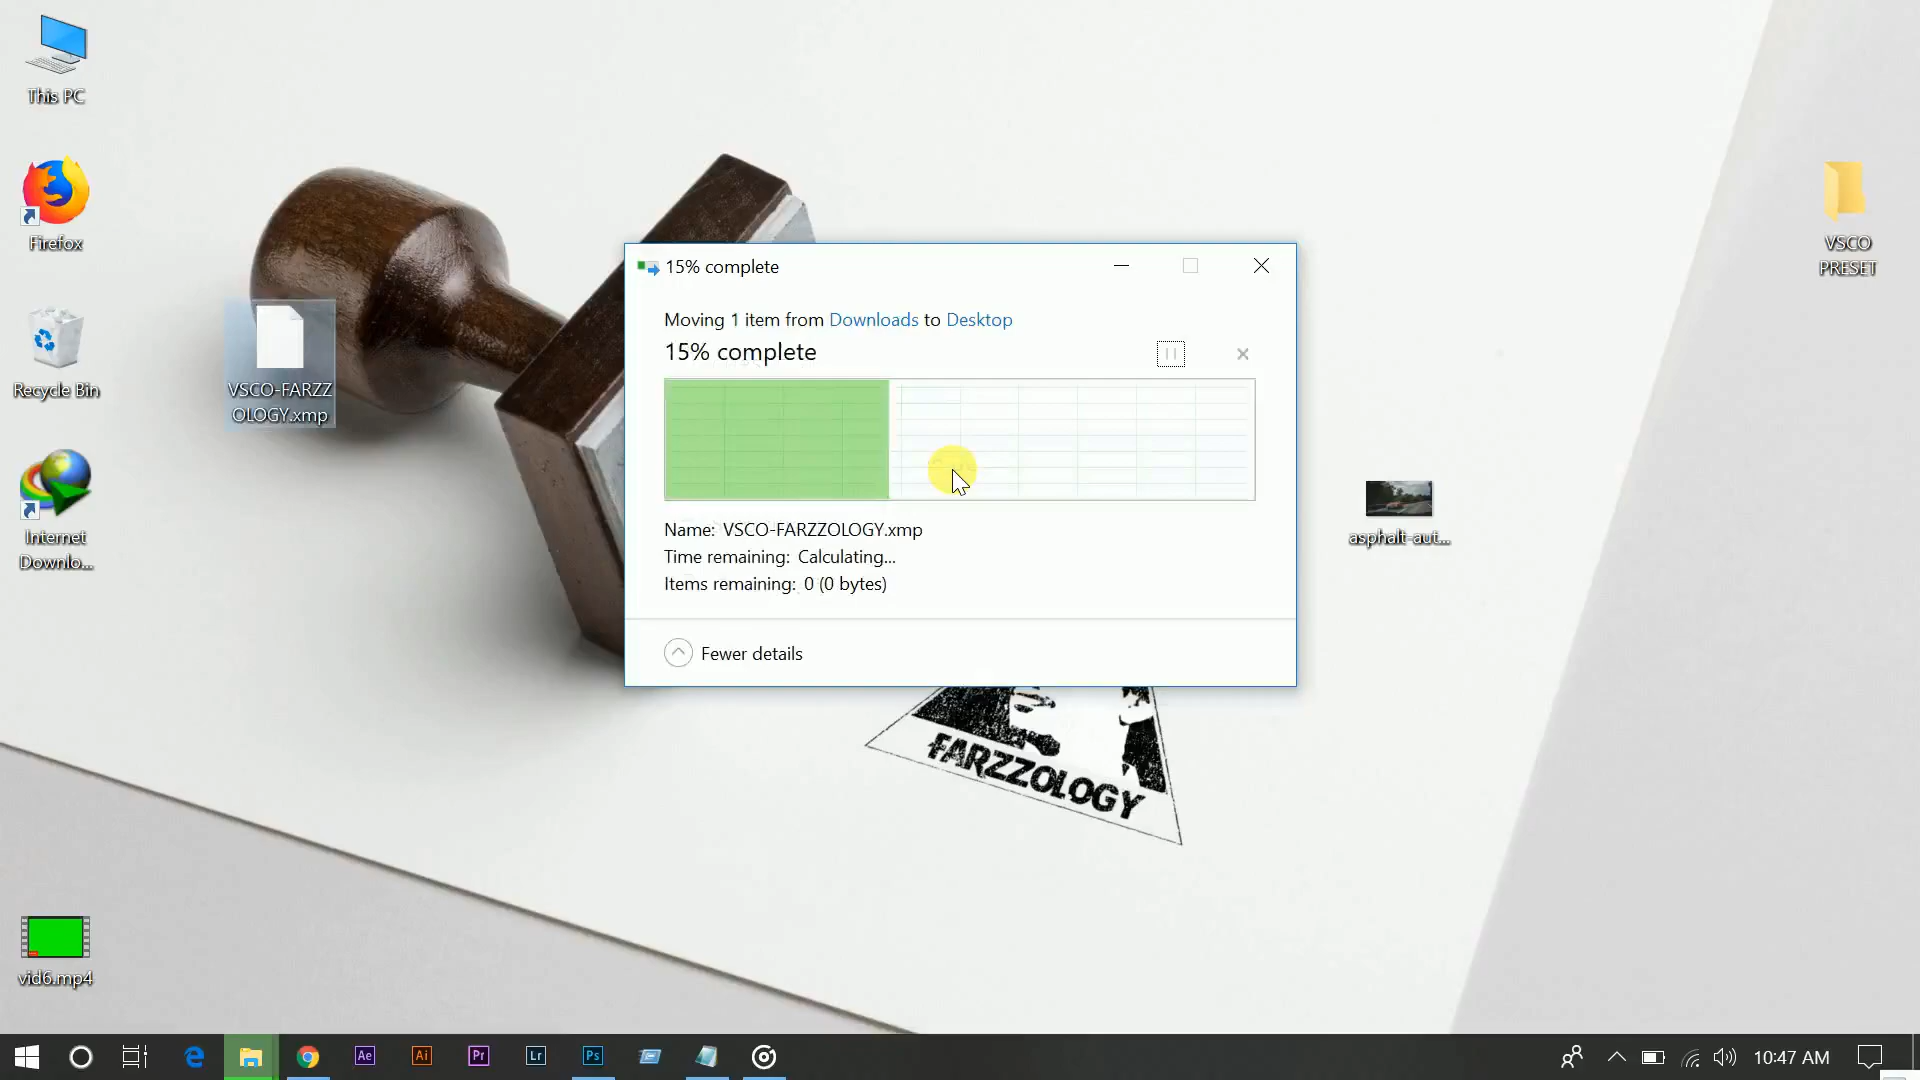 This PC
Firefox
Recycle Bin
Internet
Downlo...
vid6.mp4
VSCO-FARZZ
OLOGY.xmp
15% complete
Moving 1 item from Downloads to Desktop
15% complete
Name: VSCO-FARZZOLOGY.xmp
Time remaining: Calculating...
Items remaining: 0 (0 bytes)
Fewer details
FARZZOLOGY
asphalt-aut...
VSCO
PRESET
Ae
Ai
Pr
Lr
Ps
10:47 AM